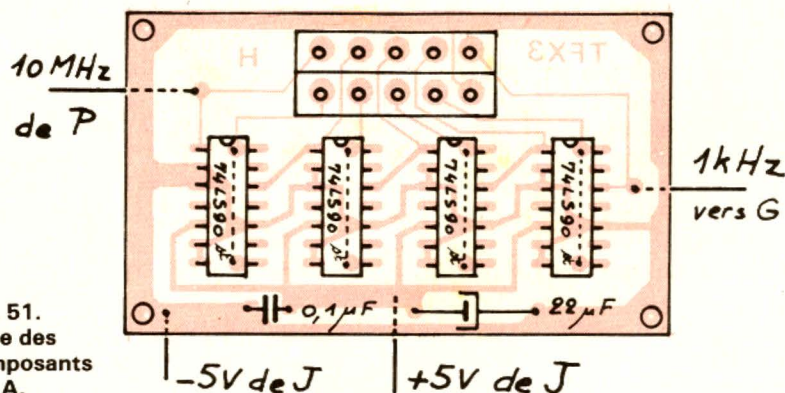 H
TFX3
10 MHz
de P
74LS90
74LS90
74LS90
74LS90
1kHz
vers G
0,1µF
22µF
-5V de J
+5V de J
51.
e des
mposants
A.